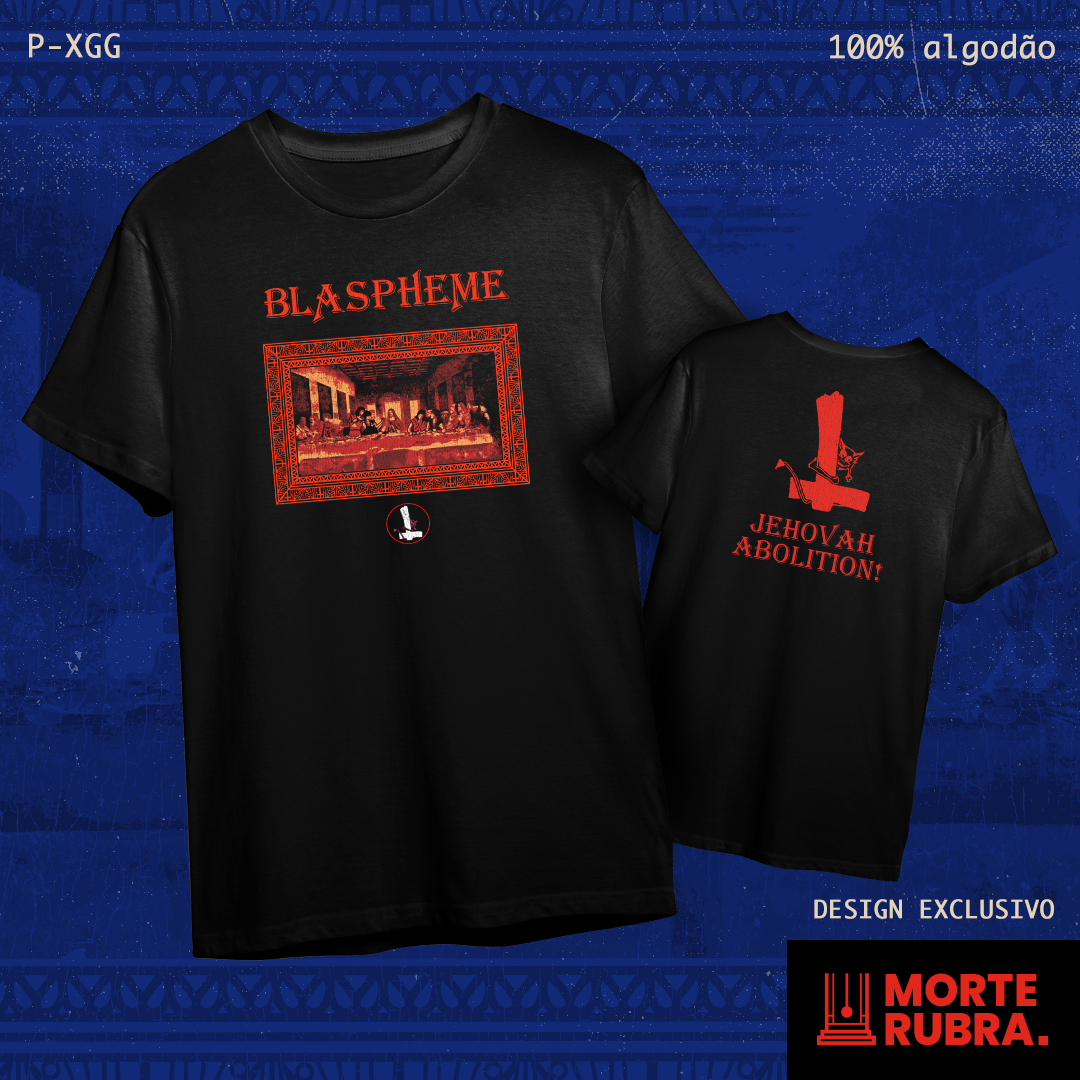 P-XGG
100% algodão
BLASPHEME
JEHOVAH
ABOLITION!
DESIGN EXCLUSIVO
MORTE
RUBRA.